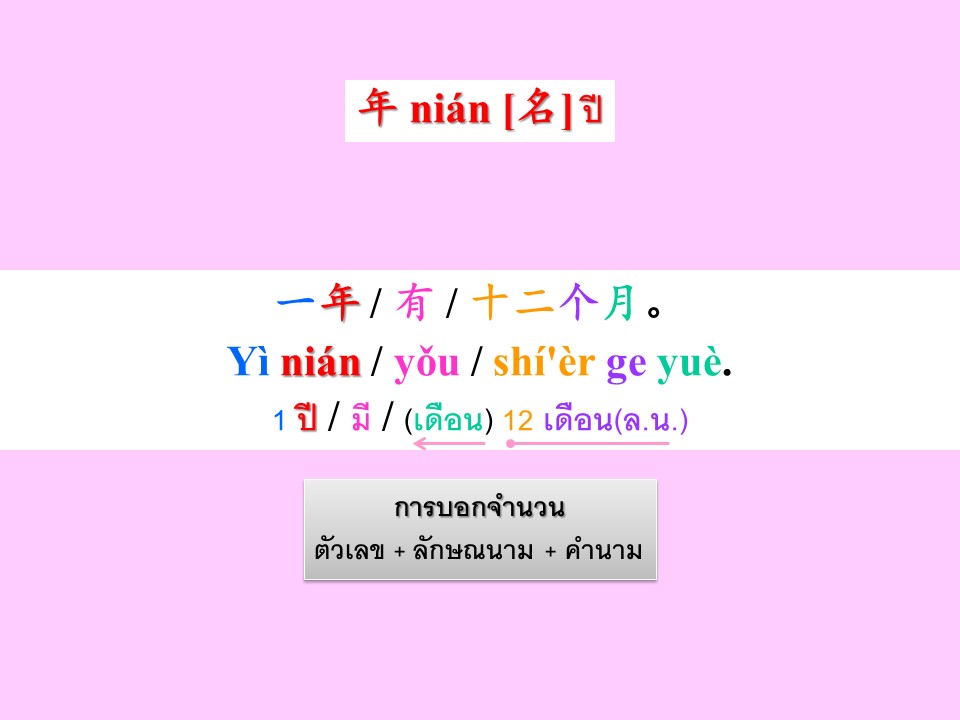 年 nián [名] ปี
一年 / 有 / 十二个月。
Yì nián / yǒu / shí'èr ge yuè.
1 ปี / มี / (เดือน) 12 เดือน(ล.น.)
การบอกจำนวน
ตัวเลข + ลักษณนาม + คำนาม